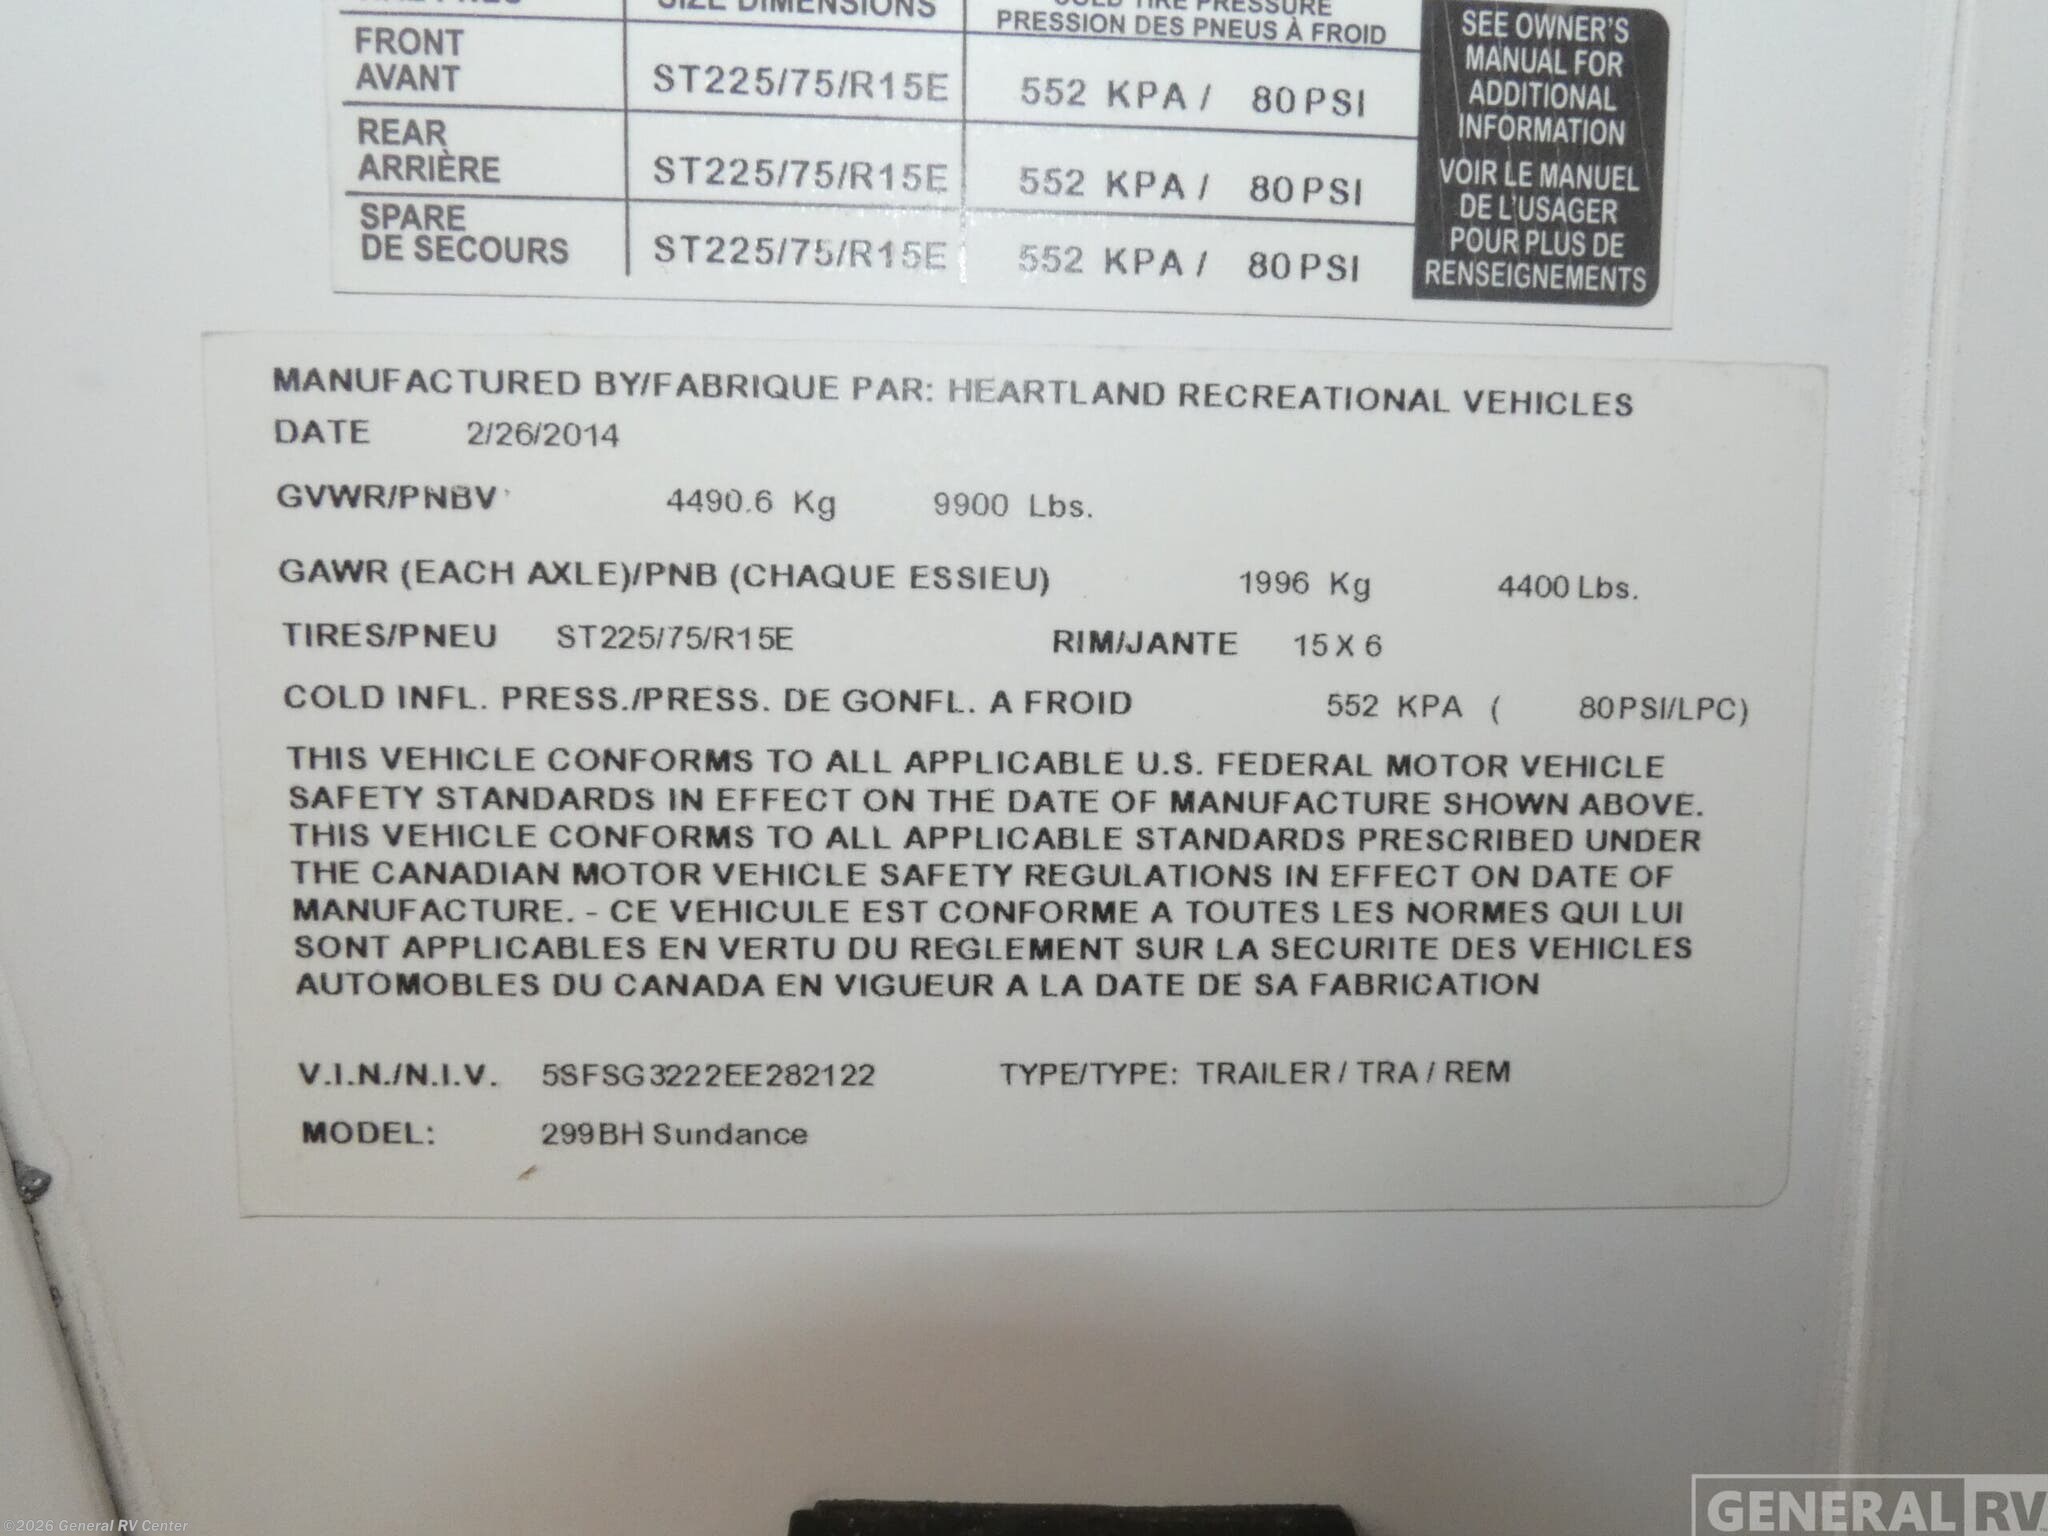 SIZE DIMENSIONS
COLD TIRE PRESSURE
PRESSION DES PNEUS À FROID
FRONT
AVANT
ST225/75/R15E 552 KPA / 80PSI
REAR
ARRIÈRE
ST225/75/R15E 552 KPA / 80PSI
SPARE
DE SECOURS
ST225/75/R15E 552 KPA / 80PSI
SEE OWNER'S
MANUAL FOR
ADDITIONAL
INFORMATION
VOIR LE MANUEL
DE L'USAGER
POUR PLUS DE
RENSEIGNEMENTS
MANUFACTURED BY/FABRIQUE PAR: HEARTLAND RECREATIONAL VEHICLES
DATE 2/26/2014
GVWR/PNBV 4490.6 Kg 9900 Lbs.
GAWR (EACH AXLE)/PNB (CHAQUE ESSIEU) 1996 Kg 4400 Lbs.
TIRES/PNEU ST225/75/R15E RIM/JANTE 15 X 6
COLD INFL. PRESS./PRESS. DE GONFL. A FROID 552 KPA ( 80PSI/LPC)
THIS VEHICLE CONFORMS TO ALL APPLICABLE U.S. FEDERAL MOTOR VEHICLE
SAFETY STANDARDS IN EFFECT ON THE DATE OF MANUFACTURE SHOWN ABOVE.
THIS VEHICLE CONFORMS TO ALL APPLICABLE STANDARDS PRESCRIBED UNDER
THE CANADIAN MOTOR VEHICLE SAFETY REGULATIONS IN EFFECT ON DATE OF
MANUFACTURE. - CE VEHICULE EST CONFORME A TOUTES LES NORMES QUI LUI
SONT APPLICABLES EN VERTU DU REGLEMENT SUR LA SECURITE DES VEHICLES
AUTOMOBLES DU CANADA EN VIGUEUR A LA DATE DE SA FABRICATION
V.I.N./N.I.V. 5SFSG3222EE282122 TYPE/TYPE: TRAILER / TRA / REM
MODEL: 299BH Sundance
©2026 General RV Center
GENERAL RV